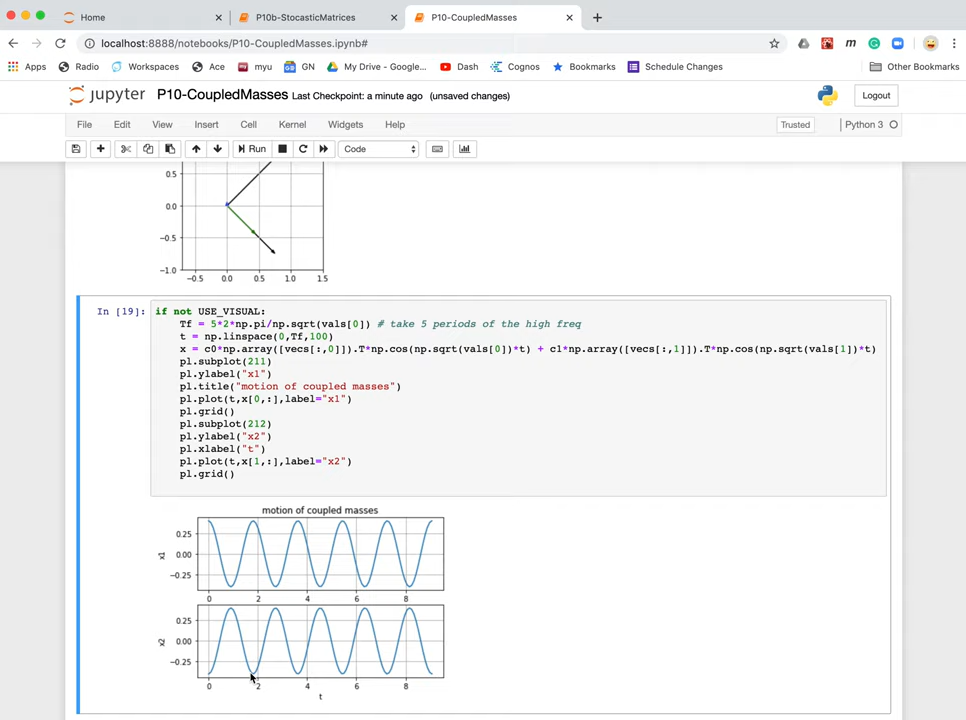 Home
P10b-StocasticMatrices
P10-CoupledMasses
localhost:8888/notebooks/P10-CoupledMasses.ipynb#
Apps Radio Workspaces Ace myu GN My Drive - Google... Dash Cognos Bookmarks Schedule Changes Other Bookmarks
jupyter P10-CoupledMasses Last Checkpoint: a minute ago (unsaved changes) Logout
File Edit View Insert Cell Kernel Widgets Help Trusted Python 3
Run Code
0.5
0.0
−0.5
−1.0
−0.5 0.0 0.5 1.0 1.5
In [19]: if not USE_VISUAL:
Tf = 5*2*np.pi/np.sqrt(vals[0]) # take 5 periods of the high freq
t = np.linspace(0,Tf,100)
x = c0*np.array([vecs[:,0]]).T*np.cos(np.sqrt(vals[0])*t) + c1*np.array([vecs[:,1]]).T*np.cos(np.sqrt(vals[1])*t)
pl.subplot(211)
pl.ylabel("x1")
pl.title("motion of coupled masses")
pl.plot(t,x[0,:],label="x1")
pl.grid()
pl.subplot(212)
pl.ylabel("x2")
pl.xlabel("t")
pl.plot(t,x[1,:],label="x2")
pl.grid()
motion of coupled masses
0.25
0.00
−0.25
x1
0 2 4 6 8
0.25
0.00
−0.25
x2
0 2 4 6 8
t